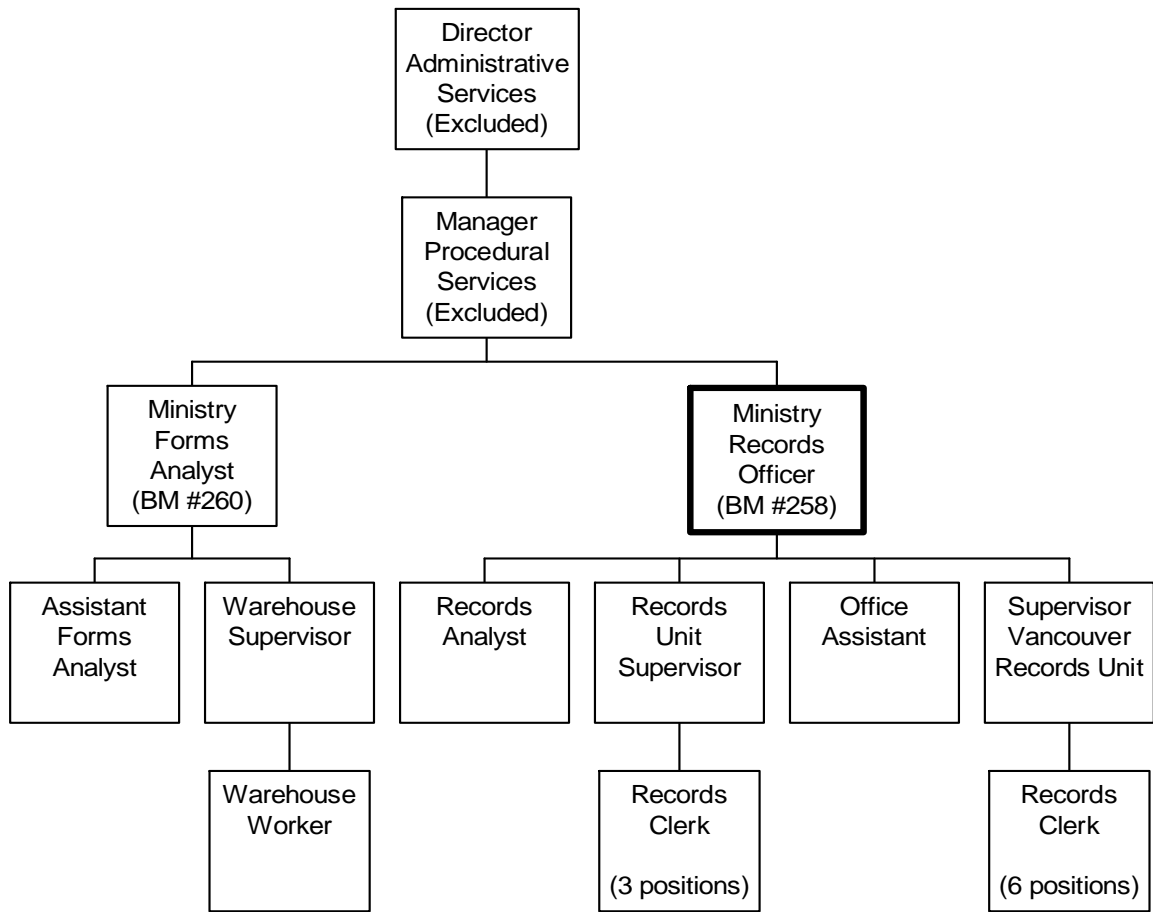 Director
Administrative
Services
(Excluded)
Manager
Procedural
Services
(Excluded)
Ministry
Forms
Analyst
(BM #260)
Ministry
Records
Officer
(BM #258)
Assistant
Forms
Analyst
Warehouse
Supervisor
Records
Analyst
Records
Unit
Supervisor
Office
Assistant
Supervisor
Vancouver
Records Unit
Warehouse
Worker
Records
Clerk
(3 positions)
Records
Clerk
(6 positions)